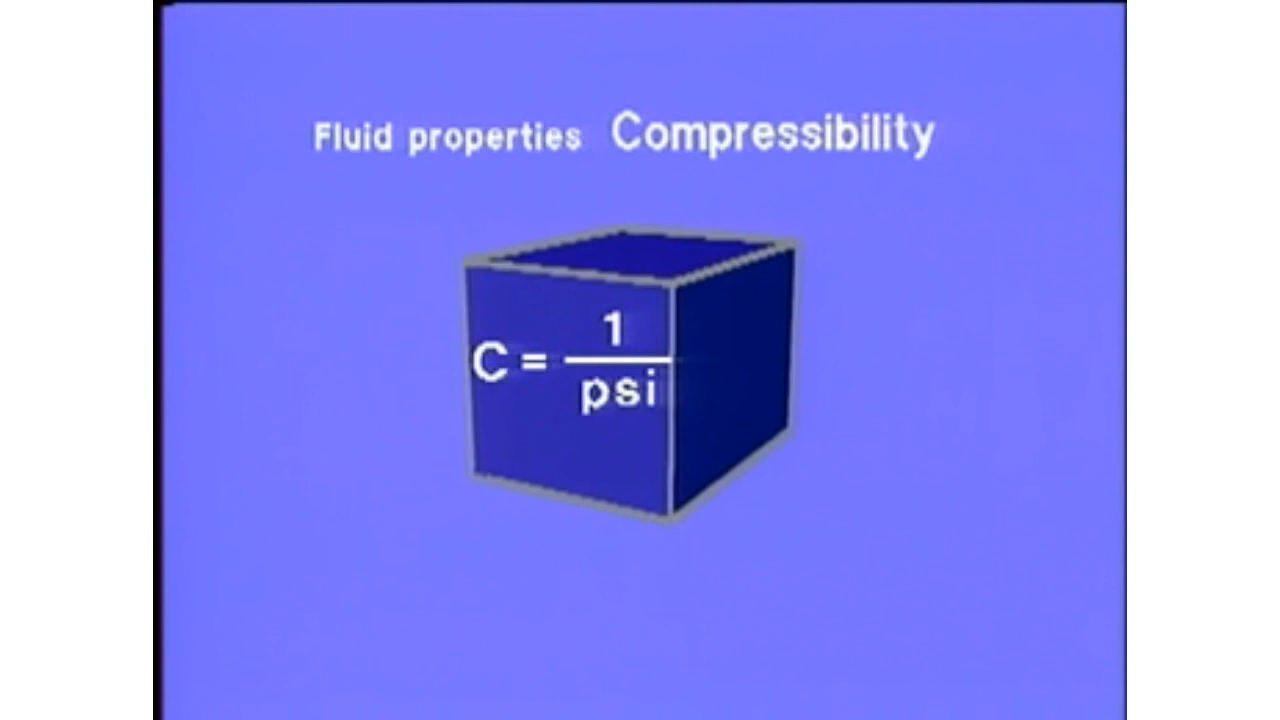 Fluid properties Compressibility
C = 1/psi